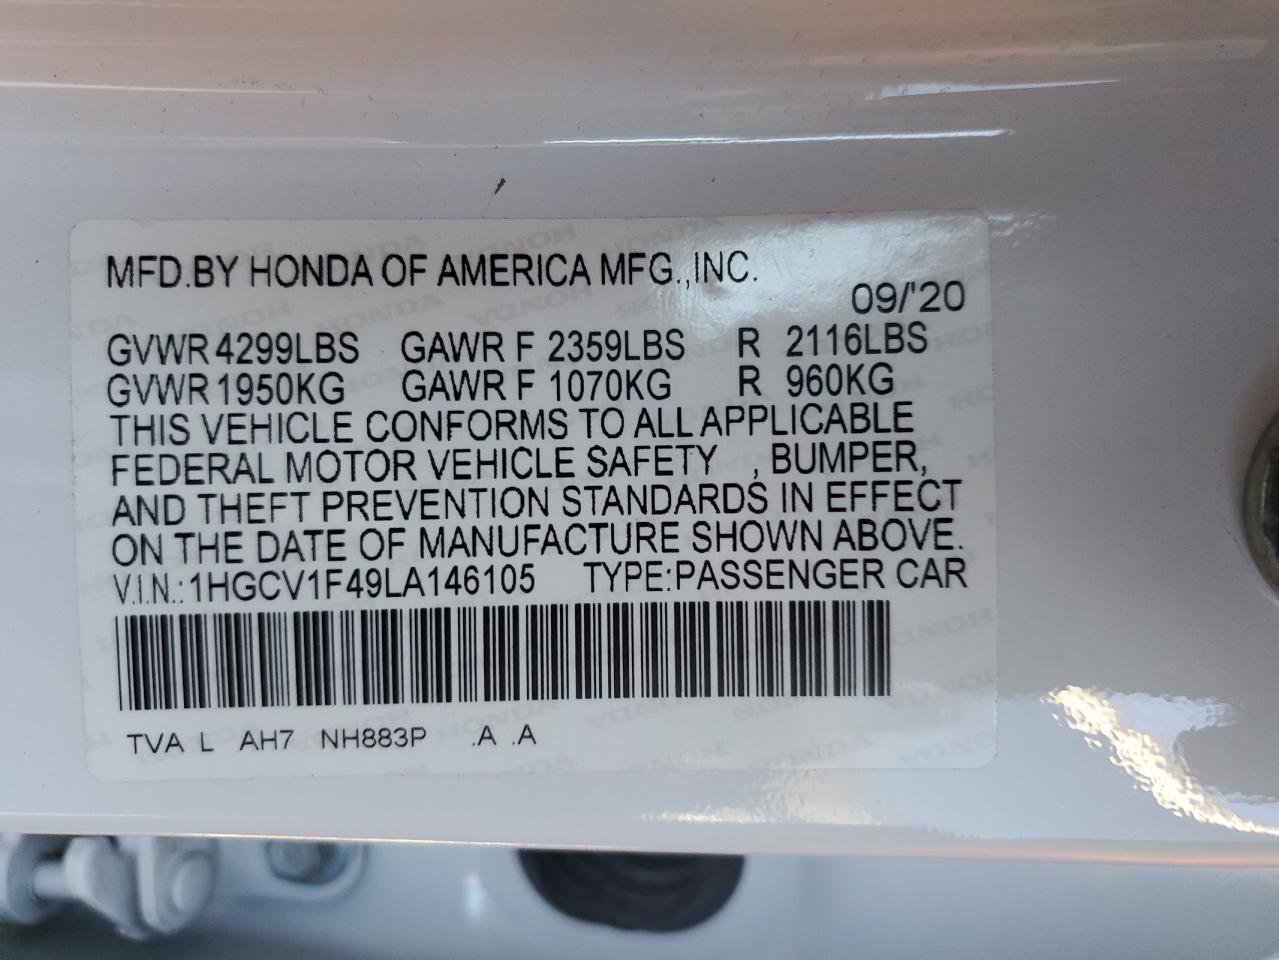 MFD.BY HONDA OF AMERICA MFG.,INC.
09/'20
GVWR 4299LBS GAWR F 2359LBS R 2116LBS
GVWR 1950KG GAWR F 1070KG R 960KG
THIS VEHICLE CONFORMS TO ALL APPLICABLE
FEDERAL MOTOR VEHICLE SAFETY , BUMPER,
AND THEFT PREVENTION STANDARDS IN EFFECT
ON THE DATE OF MANUFACTURE SHOWN ABOVE.
V.I.N.: 1HGCV1F49LA146105 TYPE:PASSENGER CAR
TVA L AH7 NH883P .A .A